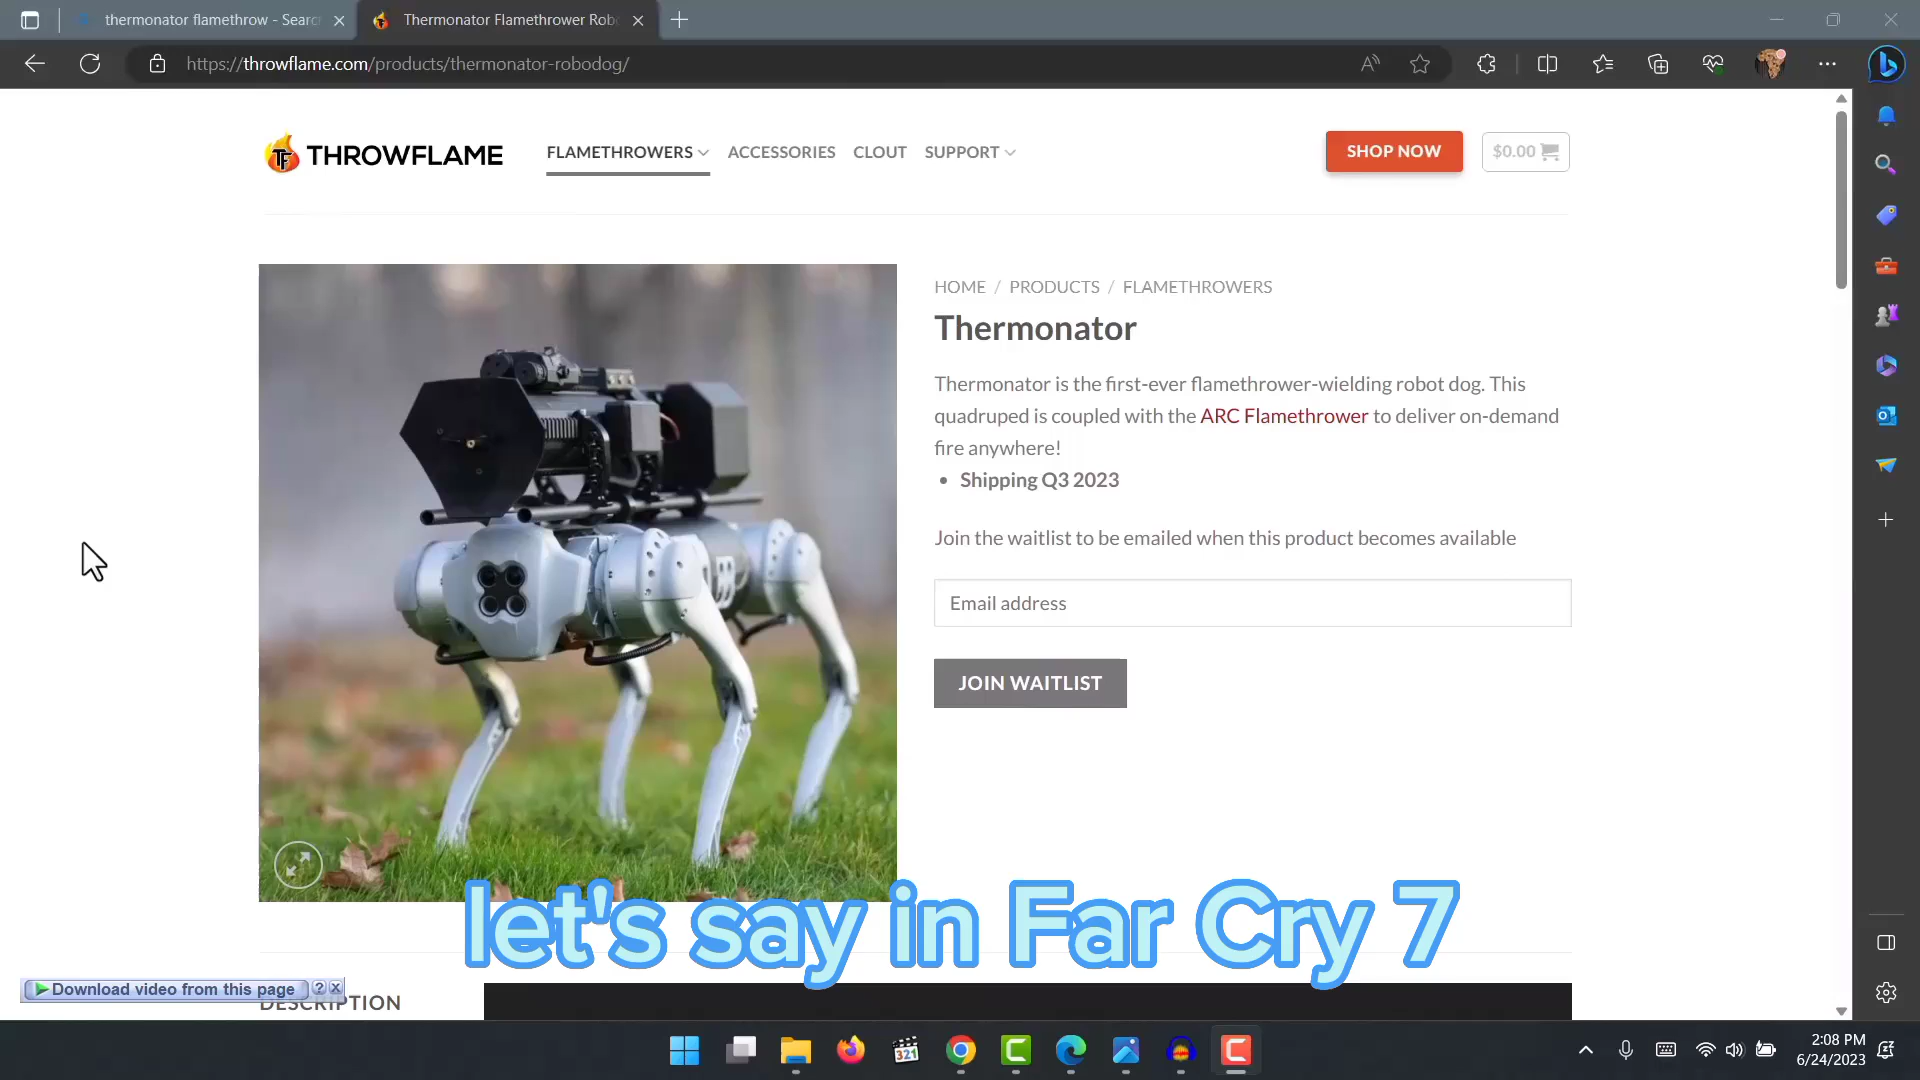 thermonator flamethrow - Searc
Thermonator Flamethrower Rob
https://throwflame.com/products/thermonator-robodog/
THROWFLAME
FLAMETHROWERS
ACCESSORIES
CLOUT
SUPPORT
SHOP NOW
$0.00
HOME / PRODUCTS / FLAMETHROWERS
Thermonator
Thermonator is the first-ever flamethrower-wielding robot dog. This
quadruped is coupled with the ARC Flamethrower to deliver on-demand
fire anywhere!
• Shipping Q3 2023
Join the waitlist to be emailed when this product becomes available
Email address
JOIN WAITLIST
let's say in Far Cry 7
Download video from this page ? x
DESCRIPTION
321
2:08 PM
6/24/2023